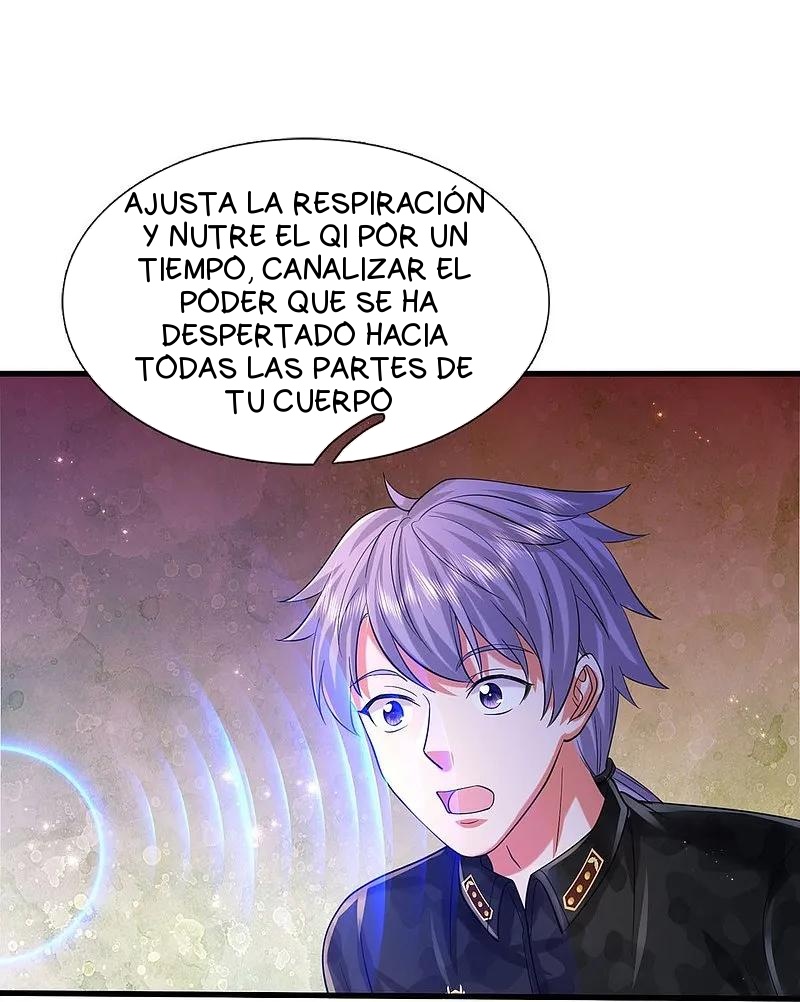 AJUSTA LA RESPIRACIÓN
Y NUTRE EL QI POR UN
TIEMPO, CANALIZAR EL
PODER QUE SE HA
DESPERTADO HACIA
TODAS LAS PARTES DE
TU CUERPO